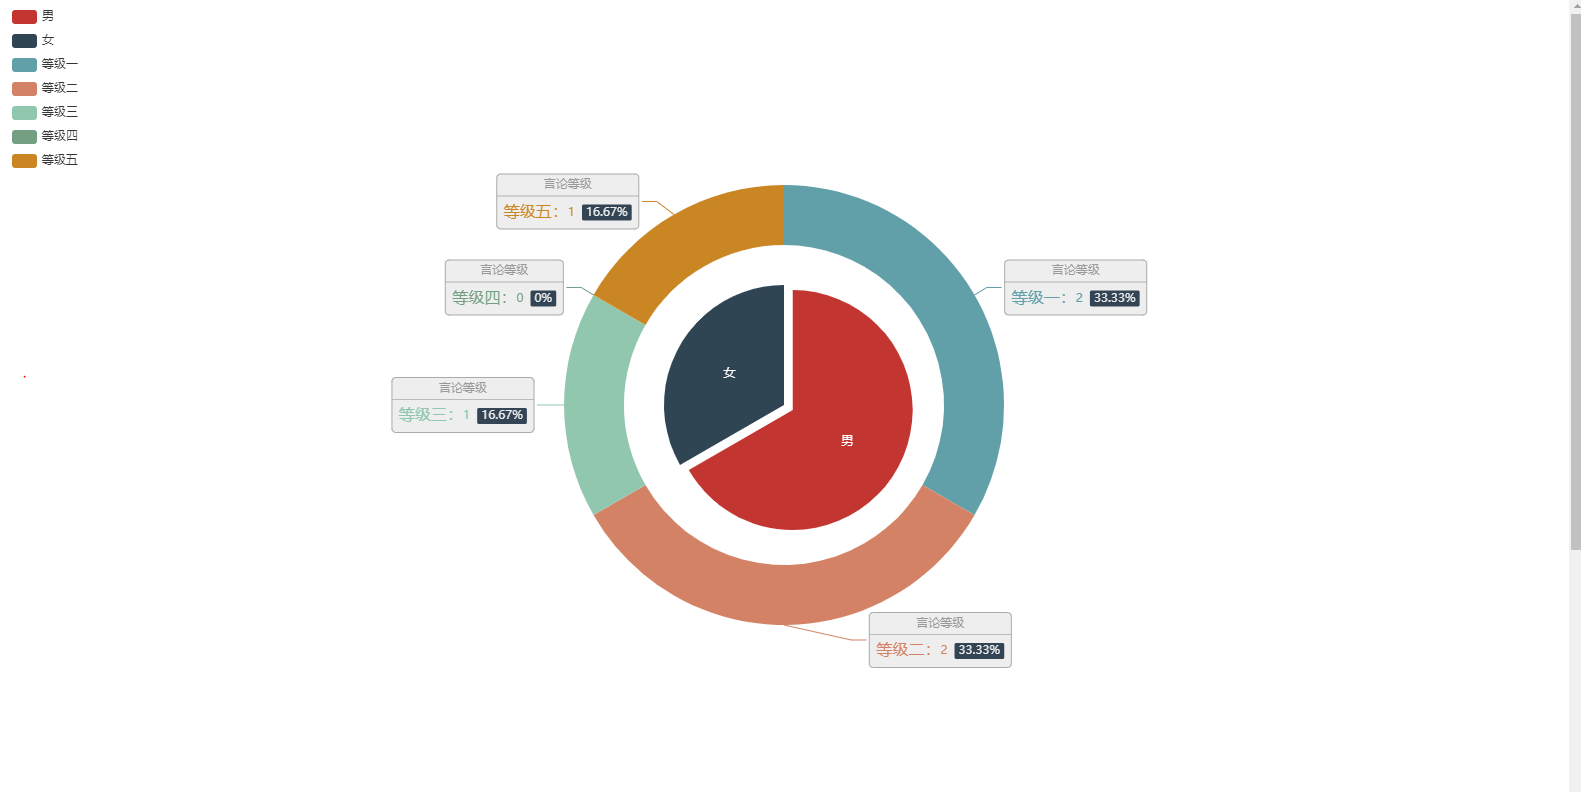 男
女
等级一
等级二
等级三
等级四
等级五
言论等级
等级五：1 16.67%
言论等级
等级四：0 0%
言论等级
等级一：2 33.33%
女
言论等级
等级三：1 16.67%
男
言论等级
等级二：2 33.33%